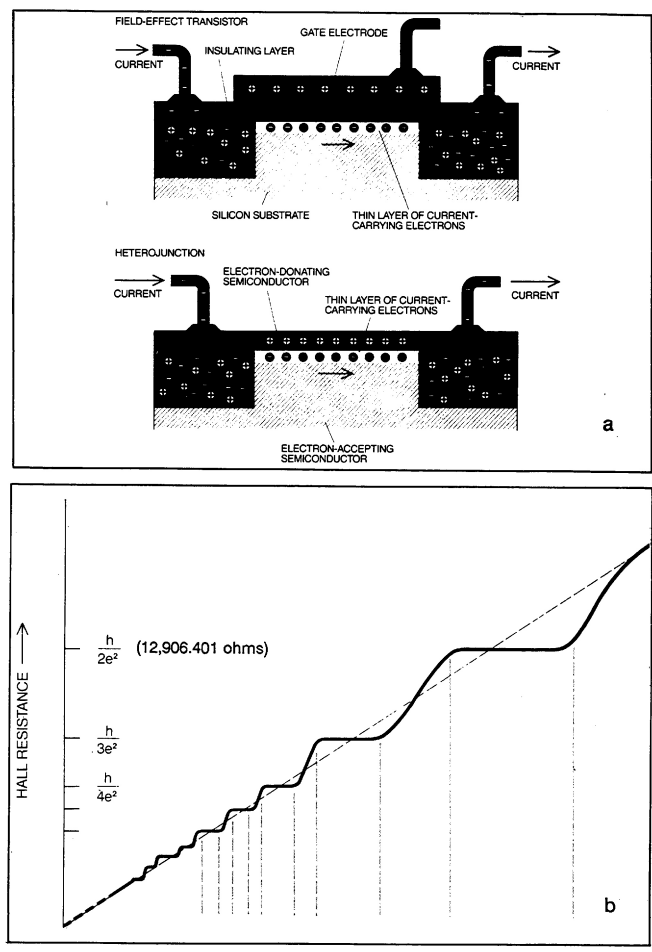 FIELD-EFFECT TRANSISTOR
GATE ELECTRODE
INSULATING LAYER
CURRENT
CURRENT
SILICON SUBSTRATE
THIN LAYER OF CURRENT-
CARRYING ELECTRONS
HETEROJUNCTION
ELECTRON-DONATING
SEMICONDUCTOR
CURRENT
THIN LAYER OF CURRENT-
CARRYING ELECTRONS
CURRENT
ELECTRON-ACCEPTING
SEMICONDUCTOR
a
HALL RESISTANCE
h
2e² (12,906.401 ohms)
h
3e²
h
4e²
b